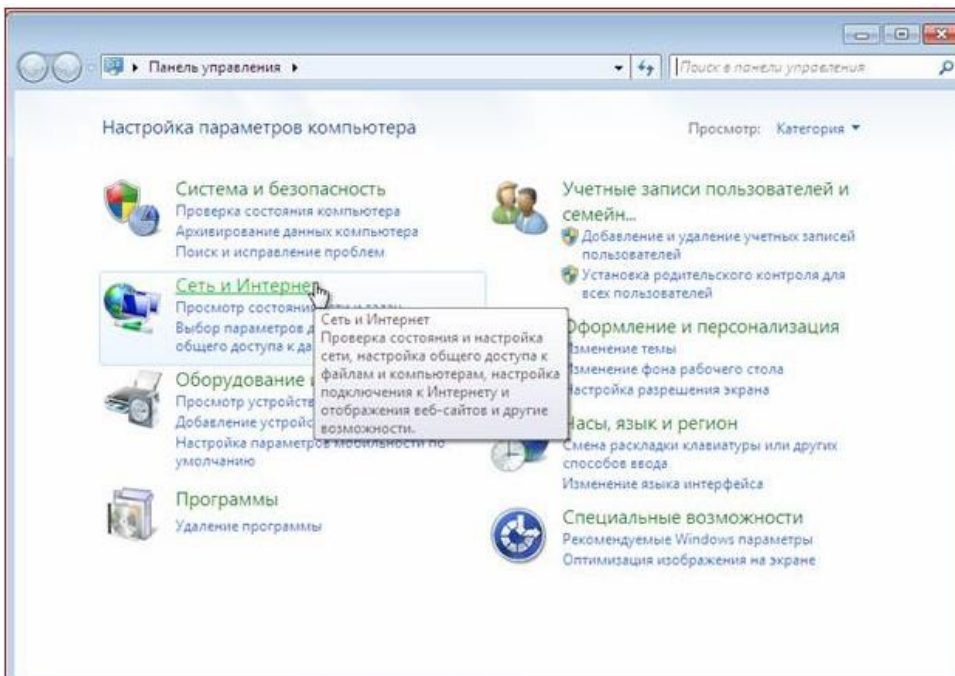 Панель управления
Поиск в панели управления
Настройка параметров компьютера
Просмотр: Категория
Система и безопасность
Проверка состояния компьютера
Архивирование данных компьютера
Поиск и исправление проблем
Сеть и Интернет
Просмотр состояния
Выбор параметров
общего доступа к
Сеть и Интернет
Проверка состояния и настройка
сети, настройка общего доступа к
файлам и компьютерам, настройка
подключения к Интернету и
отображения веб-сайтов и другие
возможности.
Оборудование
Просмотр
Добавление
Настройка параметров мобильности по
умолчанию
Программы
Удаление программы
Учетные записи пользователей и
семейн...
Добавление и удаление учетных записей
пользователей
Установка родительского контроля для
всех пользователей
Оформление и персонализация
Изменение темы
Изменение фона рабочего стола
Настройка разрешения экрана
Часы, язык и регион
Смена раскладки клавиатуры или других
способов ввода
Изменение языка интерфейса
Специальные возможности
Рекомендуемые Windows параметры
Оптимизация изображения на экране